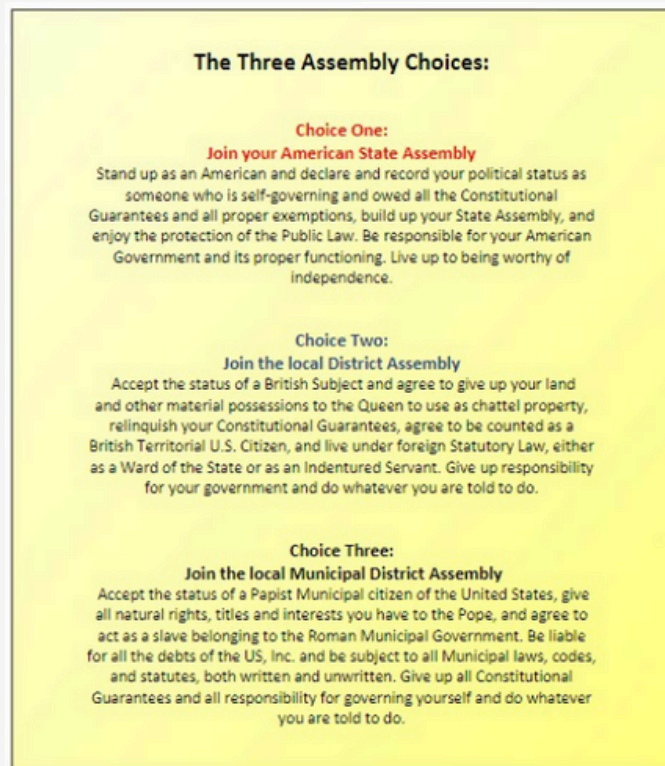 The Three Assembly Choices:
Choice One:
Join your American State Assembly
Stand up as an American and declare and record your political status as
someone who is self-governing and owed all the Constitutional
Guarantees and all proper exemptions, build up your State Assembly, and
enjoy the protection of the Public Law. Be responsible for your American
Government and its proper functioning. Live up to being worthy of
independence.
Choice Two:
Join the local District Assembly
Accept the status of a British Subject and agree to give up your land
and other material possessions to the Queen to use as chattel property,
relinquish your Constitutional Guarantees, agree to be counted as a
British Territorial U.S. Citizen, and live under foreign Statutory Law, either
as a Ward of the State or as an Indentured Servant. Give up responsibility
for your government and do whatever you are told to do.
Choice Three:
Join the local Municipal District Assembly
Accept the status of a Papist Municipal citizen of the United States, give
all natural rights, titles and interests you have to the Pope, and agree to
act as a slave belonging to the Roman Municipal Government. Be liable
for all the debts of the US, Inc. and be subject to all Municipal laws, codes,
and statutes, both written and unwritten. Give up all Constitutional
Guarantees and all responsibility for governing yourself and do whatever
you are told to do.